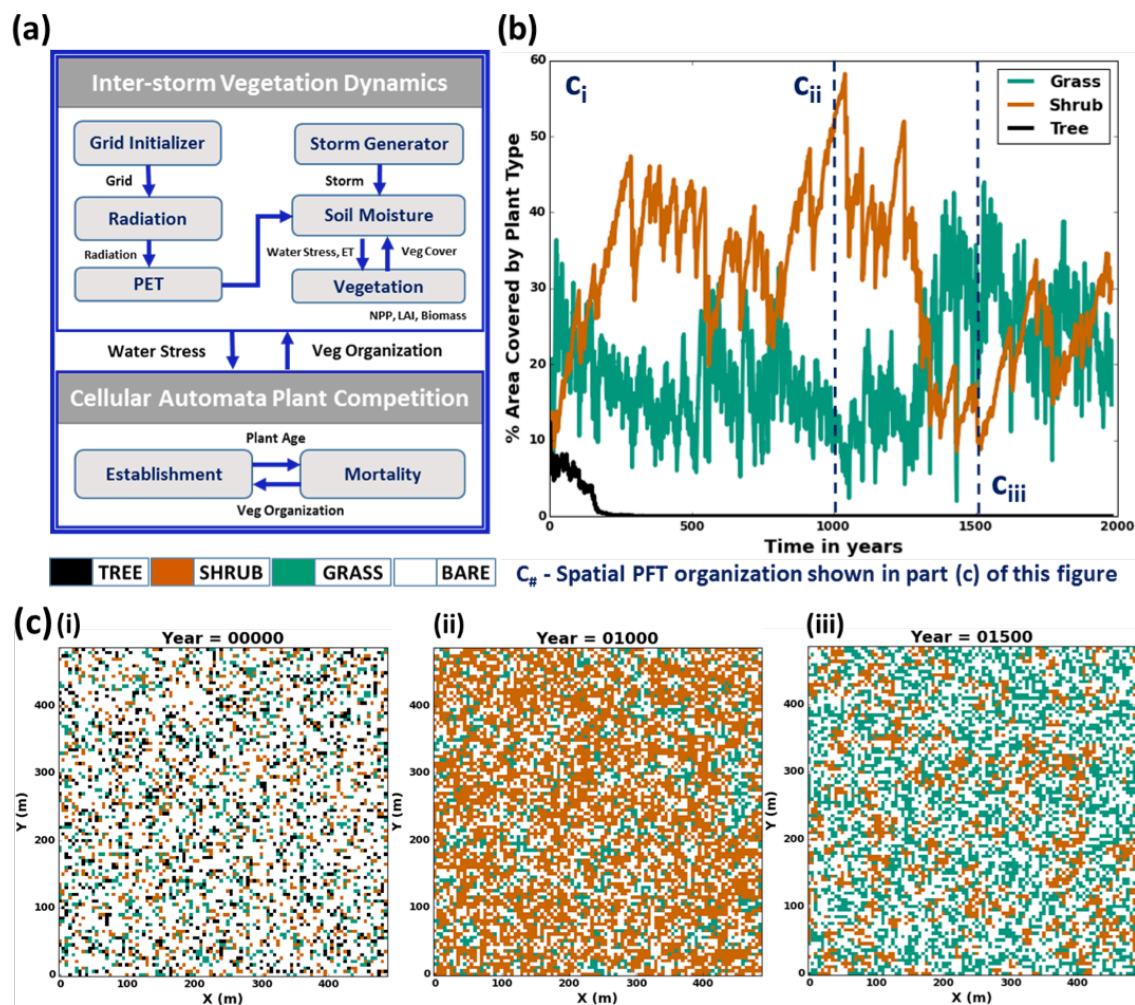 (a)
Inter-storm Vegetation Dynamics
Grid Initializer
Storm Generator
Grid
Storm
Radiation
Soil Moisture
Radiation
Water Stress, ET
Veg Cover
PET
Vegetation
NPP, LAI, Biomass
Water Stress
Veg Organization
Cellular Automata Plant Competition
Plant Age
Establishment
Mortality
Veg Organization
(b)
% Area Covered by Plant Type
60
50
40
30
20
10
0
Ci
Cii
Ciii
Grass
Shrub
Tree
0
500
1000
1500
2000
Time in years
TREE
SHRUB
GRASS
BARE
C# - Spatial PFT organization shown in part (c) of this figure
(c)
(i)
Year = 00000
Y (m)
400
300
200
100
0
0
100
200
300
400
X (m)
(ii)
Year = 01000
Y (m)
400
300
200
100
0
0
100
200
300
400
X (m)
(iii)
Year = 01500
Y (m)
400
300
200
100
0
0
100
200
300
400
X (m)